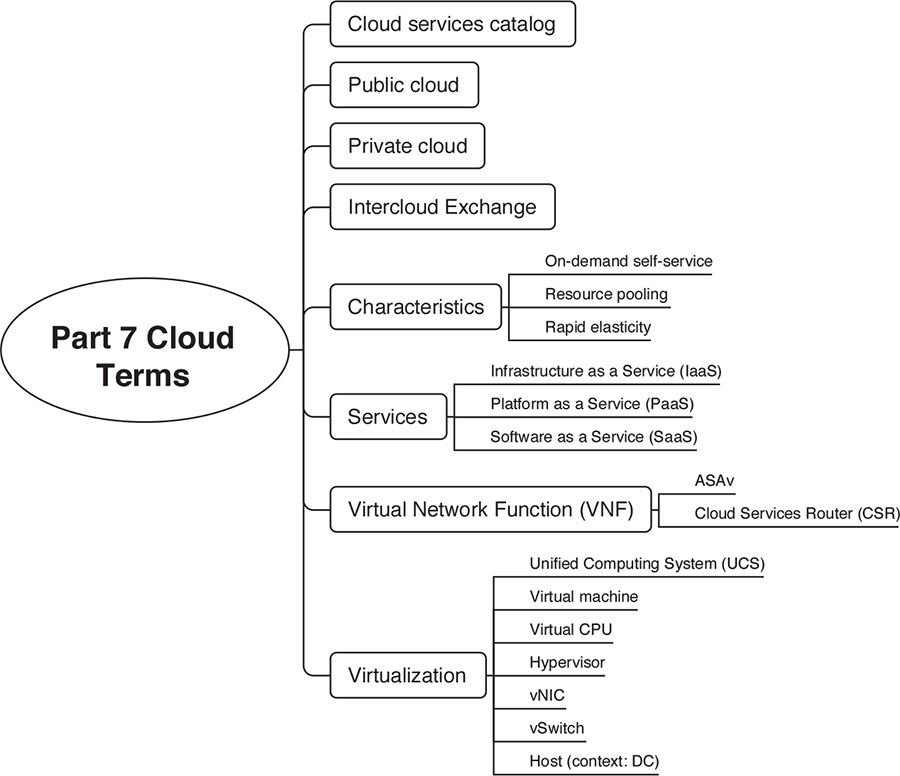 Cloud services catalog
Public cloud
Private cloud
Intercloud Exchange
On-demand self-service
Characteristics
Resource pooling
Rapid elasticity
Part 7 Cloud
Terms
Infrastructure as a Service (IaaS)
Services
Platform as a Service (PaaS)
Software as a Service (SaaS)
Virtual Network Function (VNF)
ASAv
Cloud Services Router (CSR)
Virtualization
Unified Computing System (UCS)
Virtual machine
Virtual CPU
Hypervisor
vNIC
vSwitch
Host (context: DC)